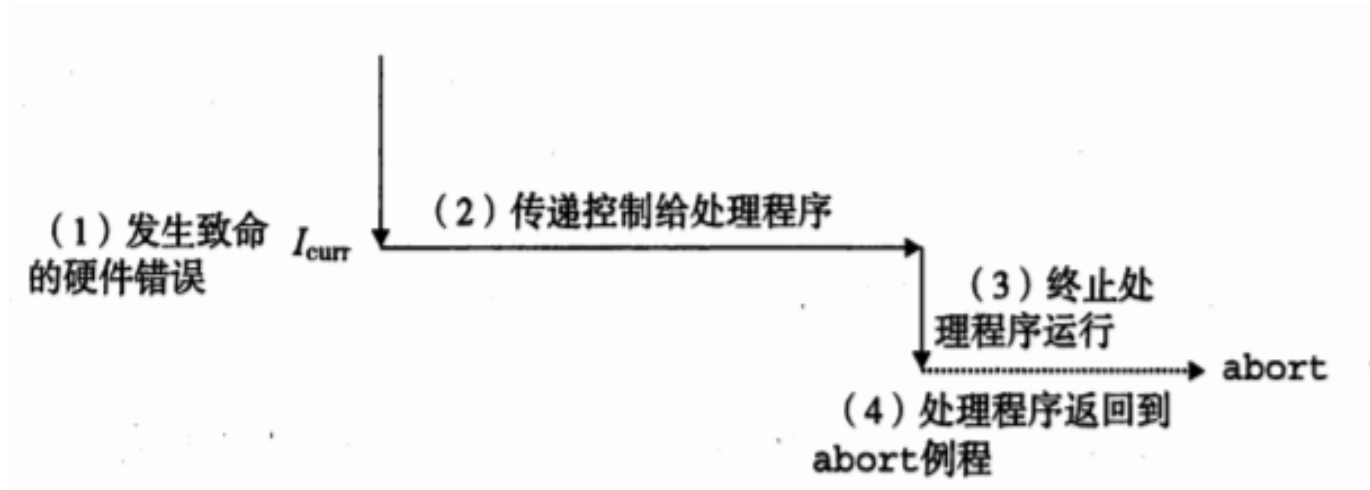 (1)发生致命
的硬件错误
Icurr
(2)传递控制给处理程序
(3)终止处
理程序运行
abort
(4)处理程序返回到
abort例程